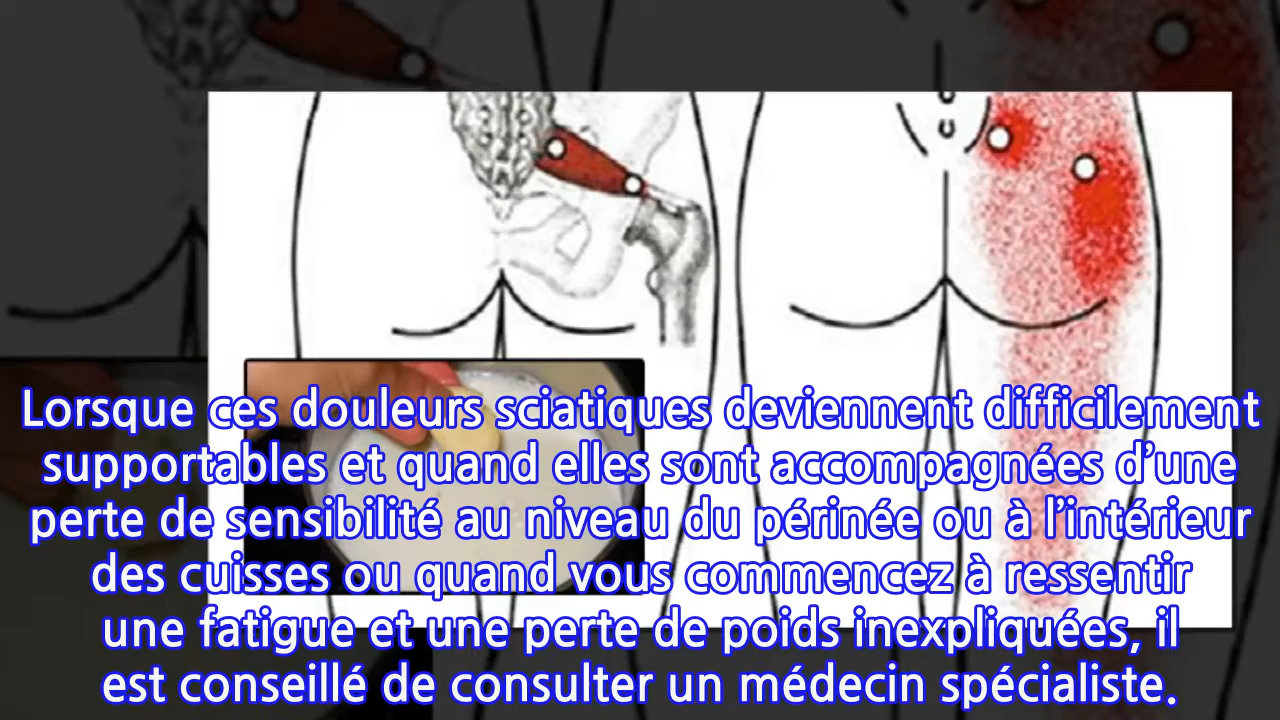 Lorsque ces douleurs sciatiques deviennent difficilement
supportables et quand elles sont accompagnées d’une
perte de sensibilité au niveau du périnée ou à l’intérieur
des cuisses ou quand vous commencez à ressentir
une fatigue et une perte de poids inexpliquées, il
est conseillé de consulter un médecin spécialiste.